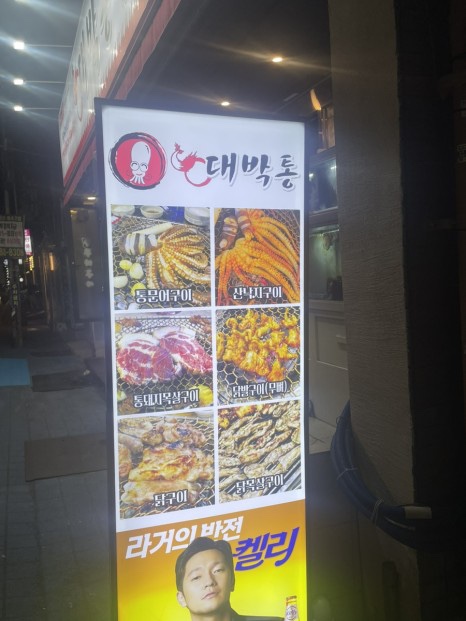 대박통
통문어구이
산낙지구이
통돼지목살구이
닭발구이(무뼈)
닭구이
닭목살구이
라거의 반전
켈리